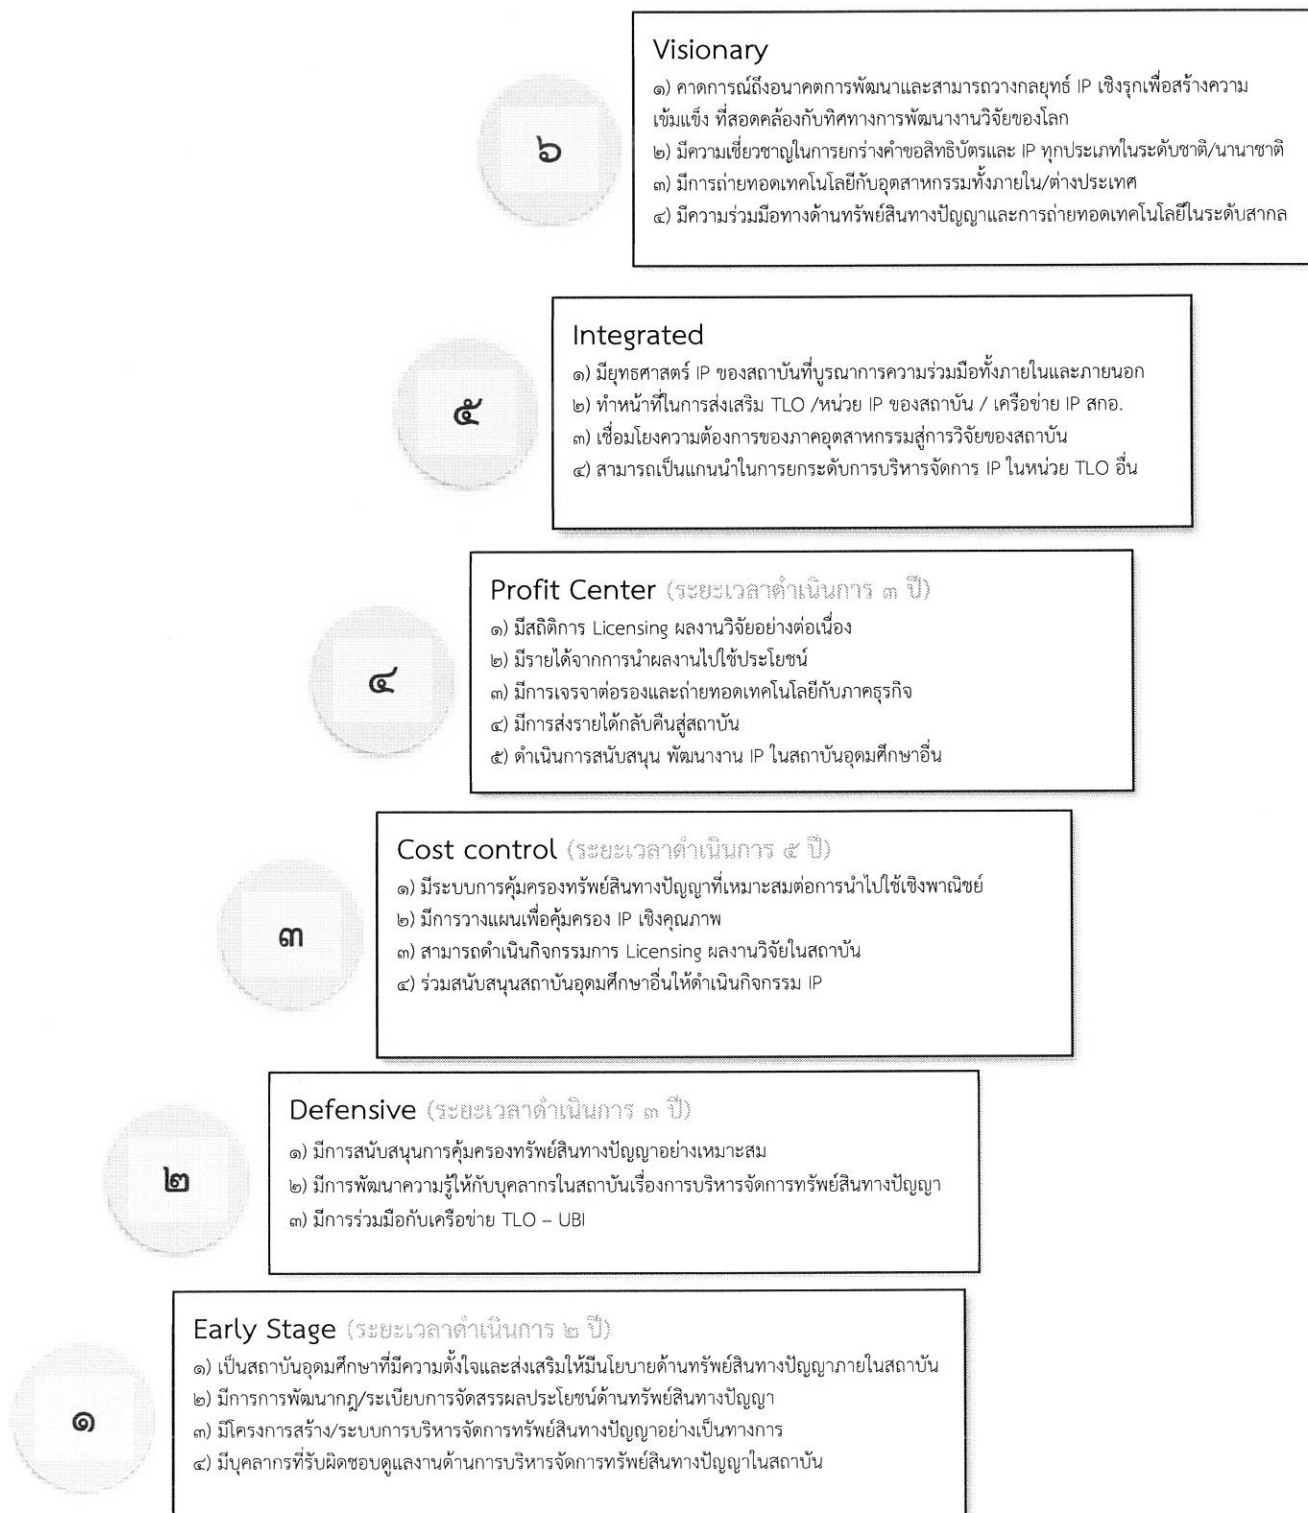 ๖
Visionary
๑) คาดการณ์ถึงอนาคตการพัฒนาและสามารถวางกลยุทธ์ IP เชิงรุกเพื่อสร้างความ
เข้มแข็ง ที่สอดคล้องกับทิศทางการพัฒนางานวิจัยของโลก
๒) มีความเชี่ยวชาญในการยกร่างคำขอสิทธิบัตรและ IP ทุกประเภทในระดับชาติ/นานาชาติ
๓) มีการถ่ายทอดเทคโนโลยีกับอุตสาหกรรมทั้งภายใน/ต่างประเทศ
๔) มีความร่วมมือทางด้านทรัพย์สินทางปัญญาและการถ่ายทอดเทคโนโลยีในระดับสากล
๕
Integrated
๑) มียุทธศาสตร์ IP ของสถาบันที่บูรณาการความร่วมมือทั้งภายในและภายนอก
๒) ทำหน้าที่ในการส่งเสริม TLO /หน่วย IP ของสถาบัน / เครือข่าย IP สกอ.
๓) เชื่อมโยงความต้องการของภาคอุตสาหกรรมสู่การวิจัยของสถาบัน
๔) สามารถเป็นแกนนำในการยกระดับการบริหารจัดการ IP ในหน่วย TLO อื่น
๔
Profit Center (ระยะเวลาดำเนินการ ๓ ปี)
๑) มีสถิติการ Licensing ผลงานวิจัยอย่างต่อเนื่อง
๒) มีรายได้จากการนำผลงานไปใช้ประโยชน์
๓) มีการเจรจาต่อรองและถ่ายทอดเทคโนโลยีกับภาคธุรกิจ
๔) มีการส่งรายได้กลับคืนสู่สถาบัน
๕) ดำเนินการสนับสนุน พัฒนางาน IP ในสถาบันอุดมศึกษาอื่น
๓
Cost control (ระยะเวลาดำเนินการ ๕ ปี)
๑) มีระบบการคุ้มครองทรัพย์สินทางปัญญาที่เหมาะสมต่อการนำไปใช้เชิงพาณิชย์
๒) มีการวางแผนเพื่อคุ้มครอง IP เชิงคุณภาพ
๓) สามารถดำเนินกิจกรรมการ Licensing ผลงานวิจัยในสถาบัน
๔) ร่วมสนับสนุนสถาบันอุดมศึกษาอื่นให้ดำเนินกิจกรรม IP
๒
Defensive (ระยะเวลาดำเนินการ ๓ ปี)
๑) มีการสนับสนุนการคุ้มครองทรัพย์สินทางปัญญาอย่างเหมาะสม
๒) มีการพัฒนาความรู้ให้กับบุคลากรในสถาบันเรื่องการบริหารจัดการทรัพย์สินทางปัญญา
๓) มีการร่วมมือกับเครือข่าย TLO – UBI
๑
Early Stage (ระยะเวลาดำเนินการ ๒ ปี)
๑) เป็นสถาบันอุดมศึกษาที่มีความตั้งใจและส่งเสริมให้มีนโยบายด้านทรัพย์สินทางปัญญาภายในสถาบัน
๒) มีการการพัฒนากฎ/ระเบียบการจัดสรรผลประโยชน์ด้านทรัพย์สินทางปัญญา
๓) มีโครงการสร้าง/ระบบการบริหารจัดการทรัพย์สินทางปัญญาอย่างเป็นทางการ
๔) มีบุคลากรที่รับผิดชอบดูแลงานด้านการบริหารจัดการทรัพย์สินทางปัญญาในสถาบัน